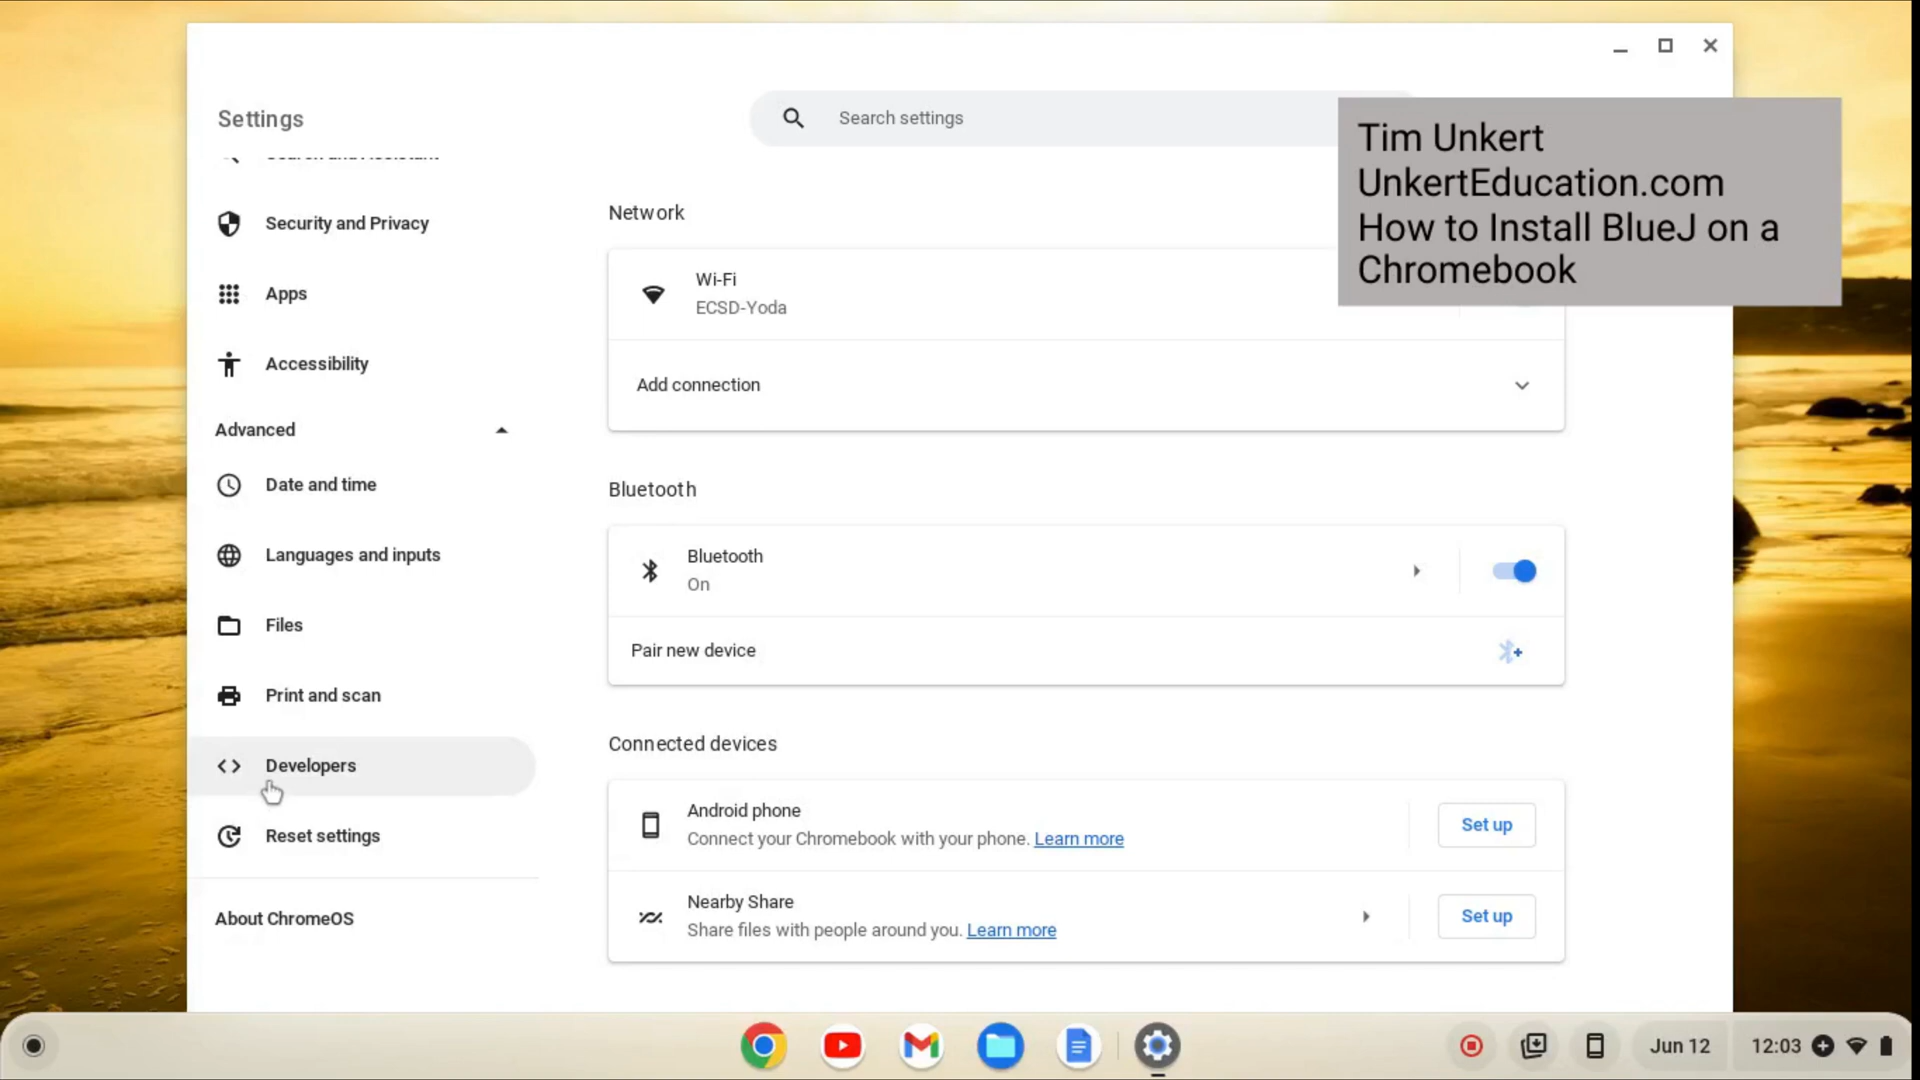 Settings
Search settings
Tim Unkert
UnkertEducation.com
How to Install BlueJ on a
Chromebook
Search and Assistant
Security and Privacy
Apps
Accessibility
Advanced
Date and time
Languages and inputs
Files
Print and scan
Developers
Reset settings
About ChromeOS
Network
Wi-Fi
ECSD-Yoda
Add connection
Bluetooth
Bluetooth
On
Pair new device
Connected devices
Android phone
Connect your Chromebook with your phone. Learn more
Set up
Nearby Share
Share files with people around you. Learn more
Set up
Jun 12
12:03